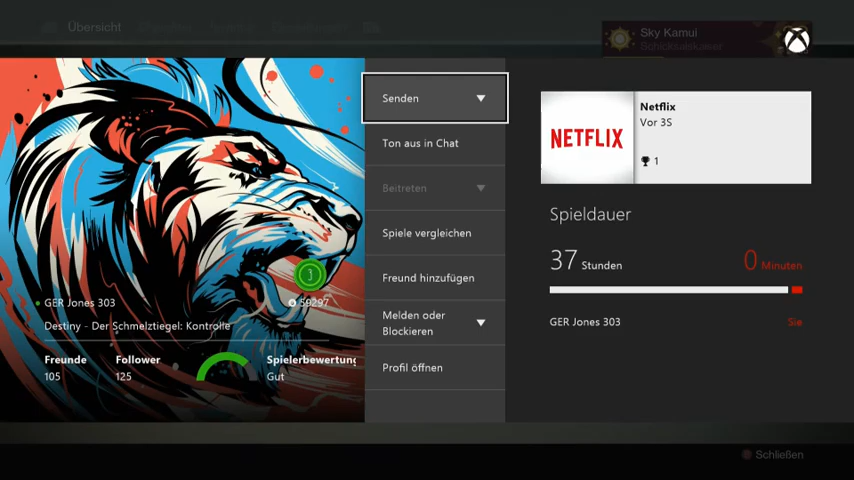 Übersicht
Sky Kamui
Schicksalskaiser
Senden
Ton aus in Chat
Beitreten
Spiele vergleichen
Freund hinzufügen
Melden oder
Blockieren
Profil öffnen
3
GER Jones 303
59297
Destiny - Der Schmelztiegel: Kontrolle
Freunde
105
Follower
125
Spielerbewertung
Gut
NETFLIX
Netflix
Vor 3S
1
Spieldauer
37 Stunden
0 Minuten
GER Jones 303
Sie
Schließen